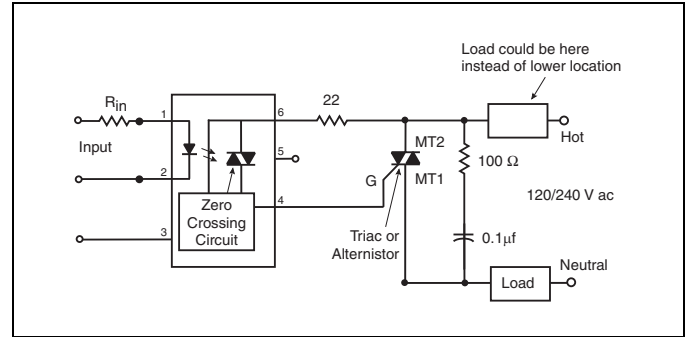 Load could be here
instead of lower location
Rin
1
6
22
Hot
Input
5
MT2
100 Ω
G
MT1
2
4
120/240 V ac
Zero
Crossing
Circuit
Triac or
Alternistor
0.1µf
3
Neutral
Load